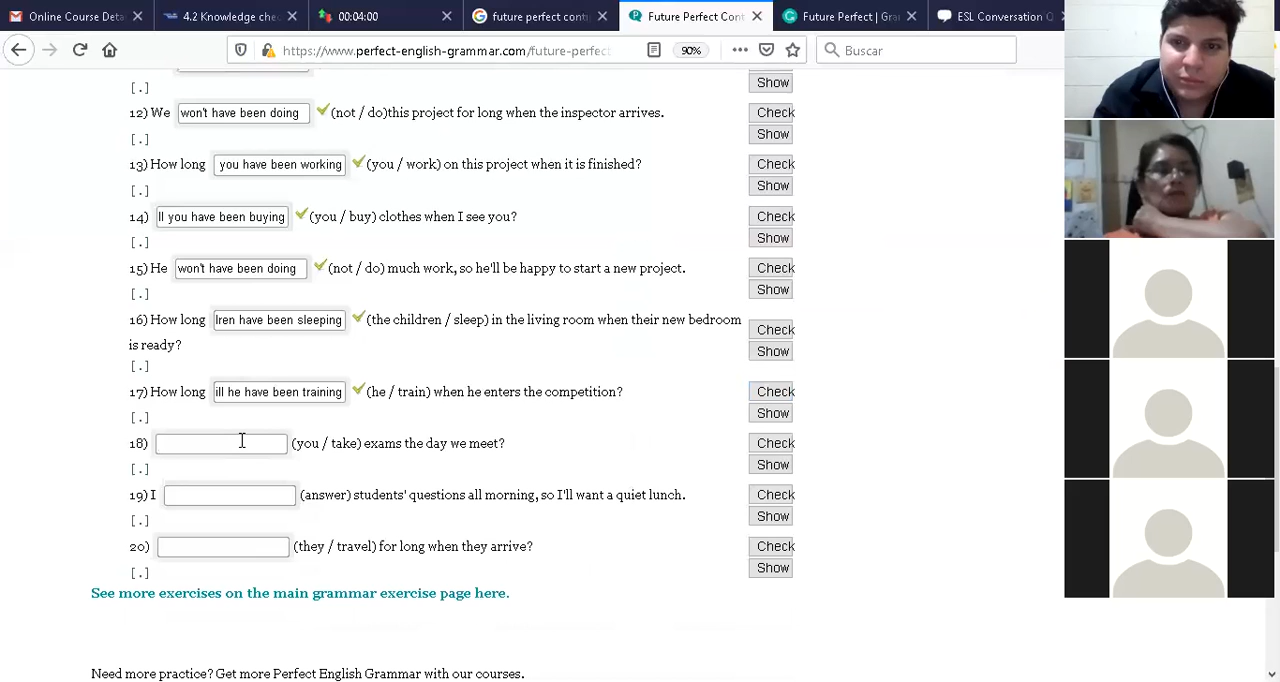 Online Course Deta
4.2 Knowledge che
00:04:00
future perfect conti
Future Perfect Cont
Future Perfect | Gra
ESL Conversation Q
https://www.perfect-english-grammar.com/future-perfect
90%
Buscar
[.]
Show
12) We won't have been doing (not / do)this project for long when the inspector arrives. Check
[.] Show
13) How long you have been working (you / work) on this project when it is finished? Check
[.] Show
14) ll you have been buying (you / buy) clothes when I see you? Check
[.] Show
15) He won't have been doing (not / do) much work, so he'll be happy to start a new project. Check
[.] Show
16) How long lren have been sleeping (the children / sleep) in the living room when their new bedroom Check
is ready? Show
[.]
17) How long ill he have been training (he / train) when he enters the competition? Check
[.] Show
18) (you / take) exams the day we meet? Check
[.] Show
19) I (answer) students' questions all morning, so I'll want a quiet lunch. Check
[.] Show
20) (they / travel) for long when they arrive? Check
[.] Show
See more exercises on the main grammar exercise page here.
Need more practice? Get more Perfect English Grammar with our courses.